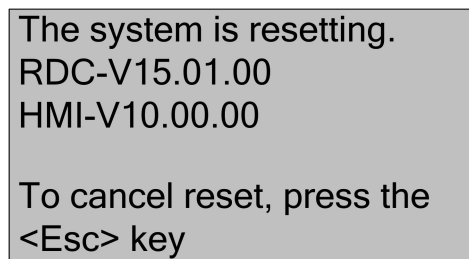 The system is resetting.
RDC-V15.01.00
HMI-V10.00.00
To cancel reset, press the
<Esc> key